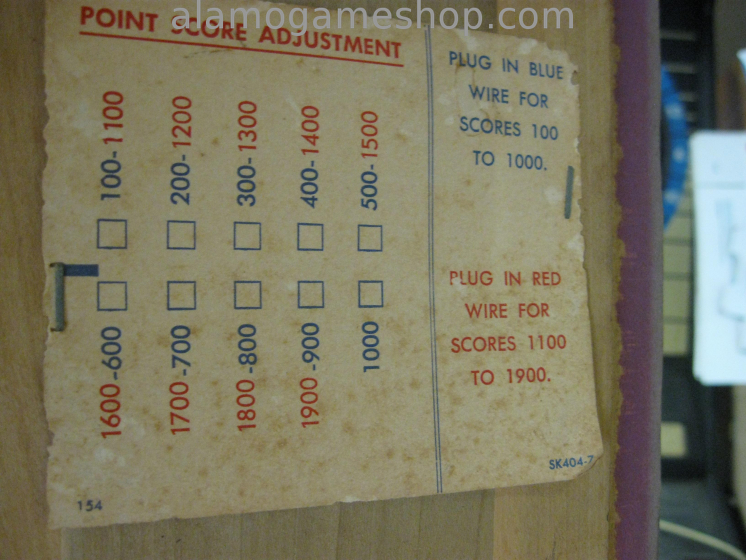 alamogameshop.com
POINT SCORE ADJUSTMENT
100-1100
200-1200
300-1300
400-1400
500-1500
1600-600
1700-700
1800-800
1900-900
1000
PLUG IN BLUE
WIRE FOR
SCORES 100
TO 1000.
PLUG IN RED
WIRE FOR
SCORES 1100
TO 1900.
154
SK404-7